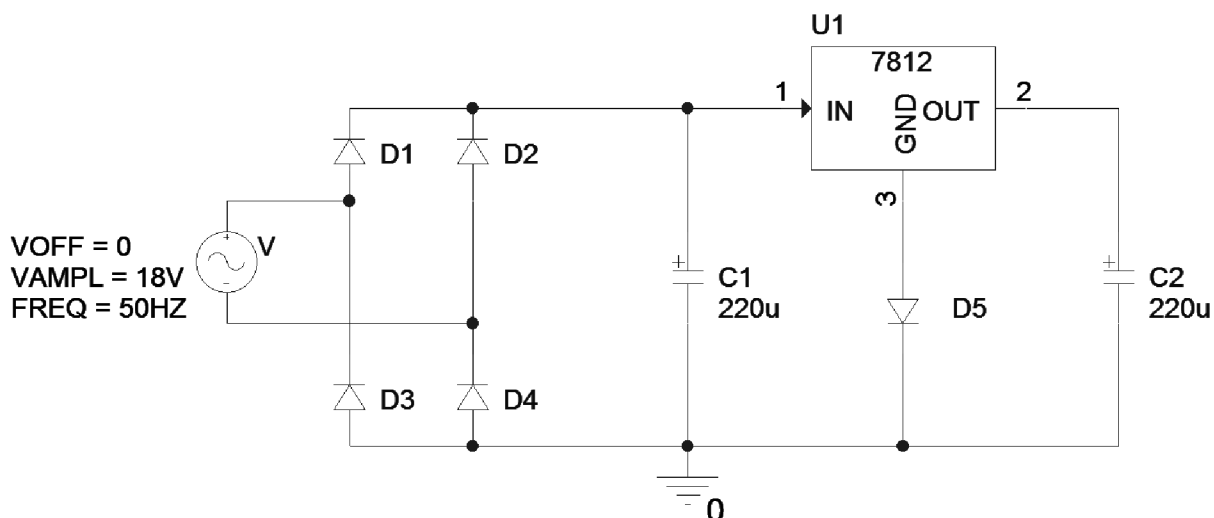 U1
7812
1
IN
GND
OUT
2
3
D1
D2
VOFF = 0
VAMPL = 18V
FREQ = 50HZ
+
V
-
+
C1
220u
D5
+
C2
220u
D3
D4
0